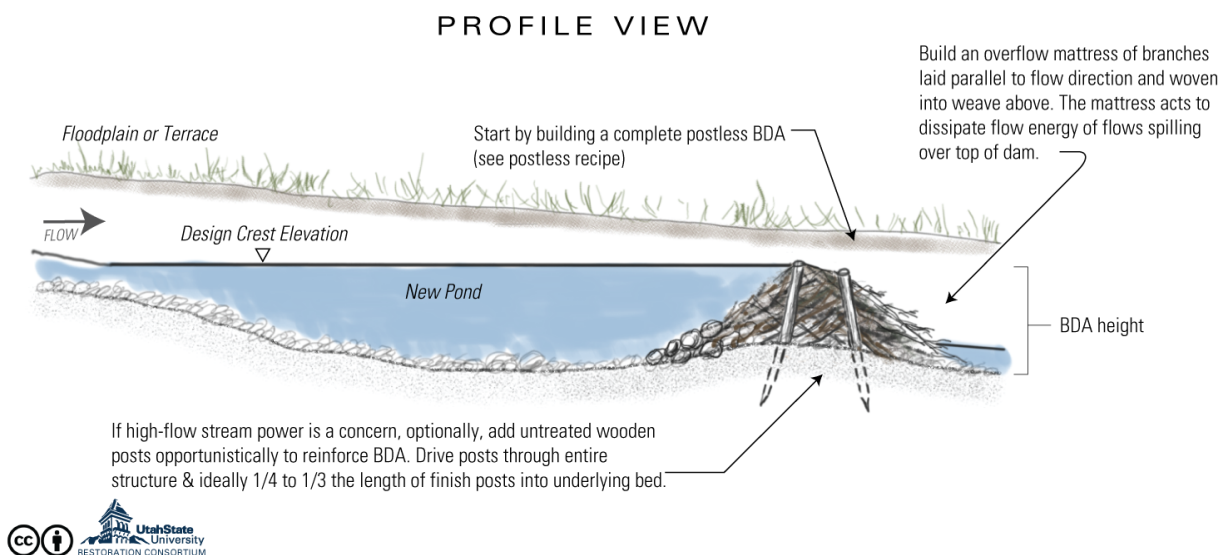 PROFILE VIEW
Build an overflow mattress of branches
laid parallel to flow direction and woven
into weave above. The mattress acts to
dissipate flow energy of flows spilling
over top of dam.
Floodplain or Terrace
Start by building a complete postless BDA
(see postless recipe)
FLOW
Design Crest Elevation
New Pond
BDA height
If high-flow stream power is a concern, optionally, add untreated wooden
posts opportunistically to reinforce BDA. Drive posts through entire
structure & ideally 1/4 to 1/3 the length of finish posts into underlying bed.
cc
UtahState
University
RESTORATION CONSORTIUM